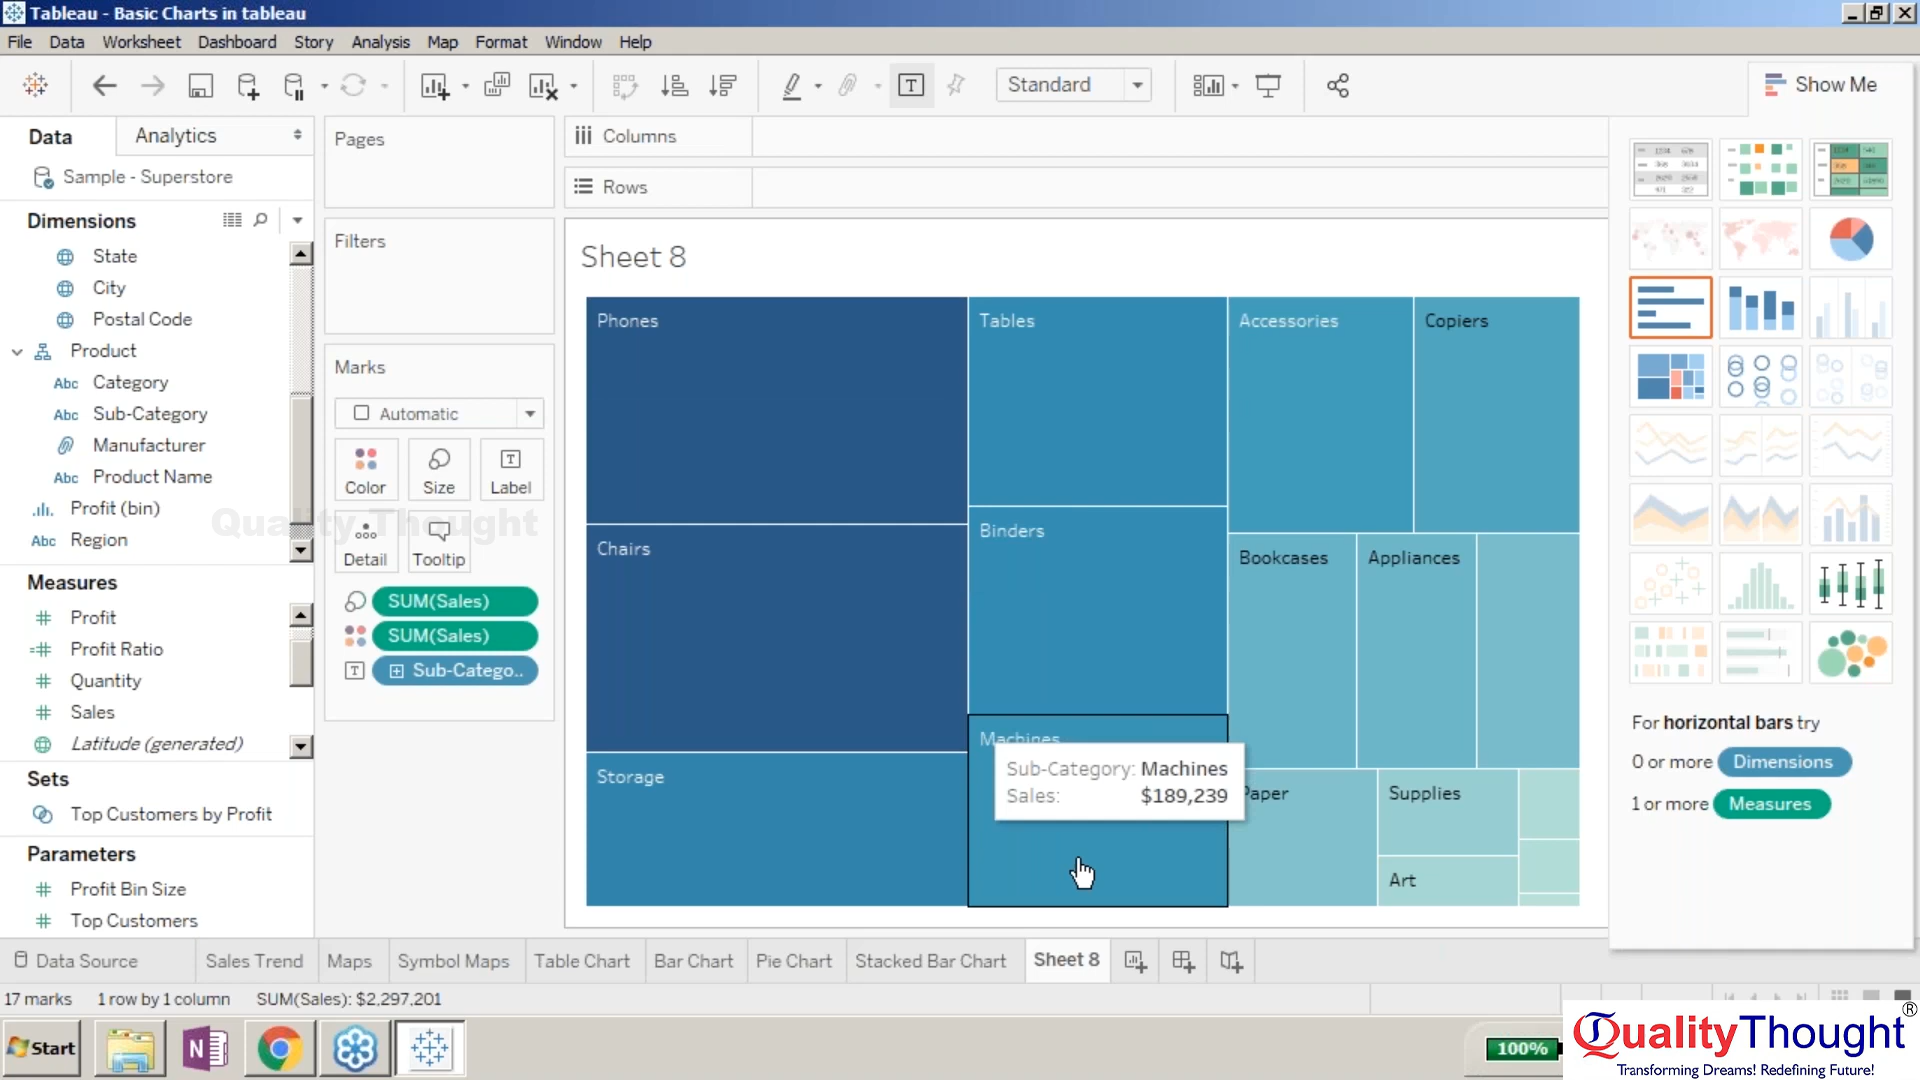 Tableau - Basic Charts in tableau
File Data Worksheet Dashboard Story Analysis Map Format Window Help
Standard
Show Me
Data Analytics
Pages
Columns
Sample - Superstore
Rows
Dimensions
Filters
State
City
Postal Code
Product
Category
Sub-Category
Manufacturer
Product Name
Profit (bin)
Region
Measures
Profit
Profit Ratio
Quantity
Sales
Latitude (generated)
Sets
Top Customers by Profit
Parameters
Profit Bin Size
Top Customers
Marks
Automatic
Color Size Label
Detail Tooltip
SUM(Sales)
SUM(Sales)
Sub-Catego..
Quality Thought
Sheet 8
Phones
Tables
Accessories
Copiers
Chairs
Binders
Bookcases
Appliances
Storage
Machines
Sub-Category: Machines
Sales: $189,239
Paper
Supplies
Art
For horizontal bars try
0 or more Dimensions
1 or more Measures
Data Source Sales Trend Maps Symbol Maps Table Chart Bar Chart Pie Chart Stacked Bar Chart Sheet 8
17 marks 1 row by 1 column SUM(Sales): $2,297,201
Start
100%
QualityThought®
Transforming Dreams! Redefining Future!